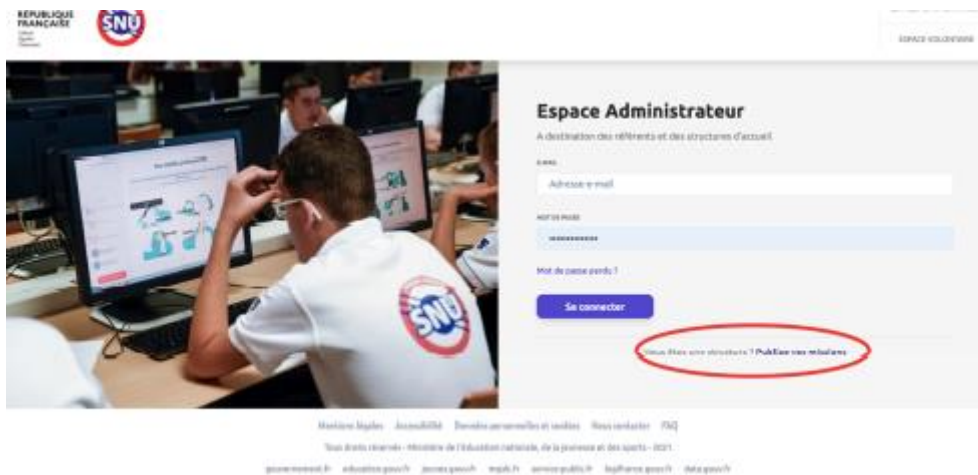 RÉPUBLIQUE
FRANÇAISE
Liberté
Égalité
Fraternité
SNU
ESPACE VOLONTAIRE
Espace Administrateur
A destination des référents et des structures d'accueil
E-MAIL
Adresse e-mail
MOT DE PASSE
Mot de passe perdu ?
Se connecter
Vous êtes une structure ? Publiez vos missions
SNU
Mentions légales Accessibilité Données personnelles et cookies Nous contacter FAQ
Tous droits réservés - Ministère de l'éducation nationale, de la jeunesse et des sports - 2021
gouvernement.fr education.gouv.fr jeunes.gouv.fr service-public.fr legifrance.gouv.fr data.gouv.fr